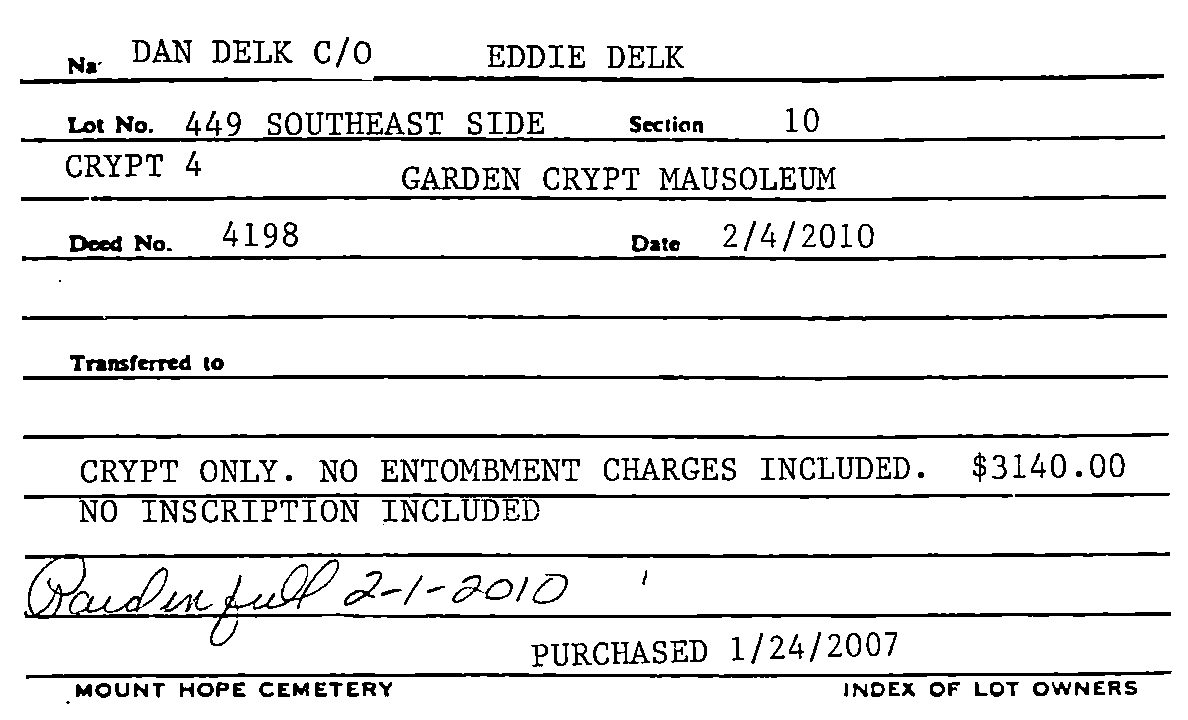 Na DAN DELK C/O EDDIE DELK
Lot No. 449 SOUTHEAST SIDE Section 10
CRYPT 4 GARDEN CRYPT MAUSOLEUM
Deed No. 4198 Date 2/4/2010
Transferred to
CRYPT ONLY. NO ENTOMBMENT CHARGES INCLUDED. $3140.00
NO INSCRIPTION INCLUDED
Paid in full 2-1-2010
PURCHASED 1/24/2007
MOUNT HOPE CEMETERY INDEX OF LOT OWNERS